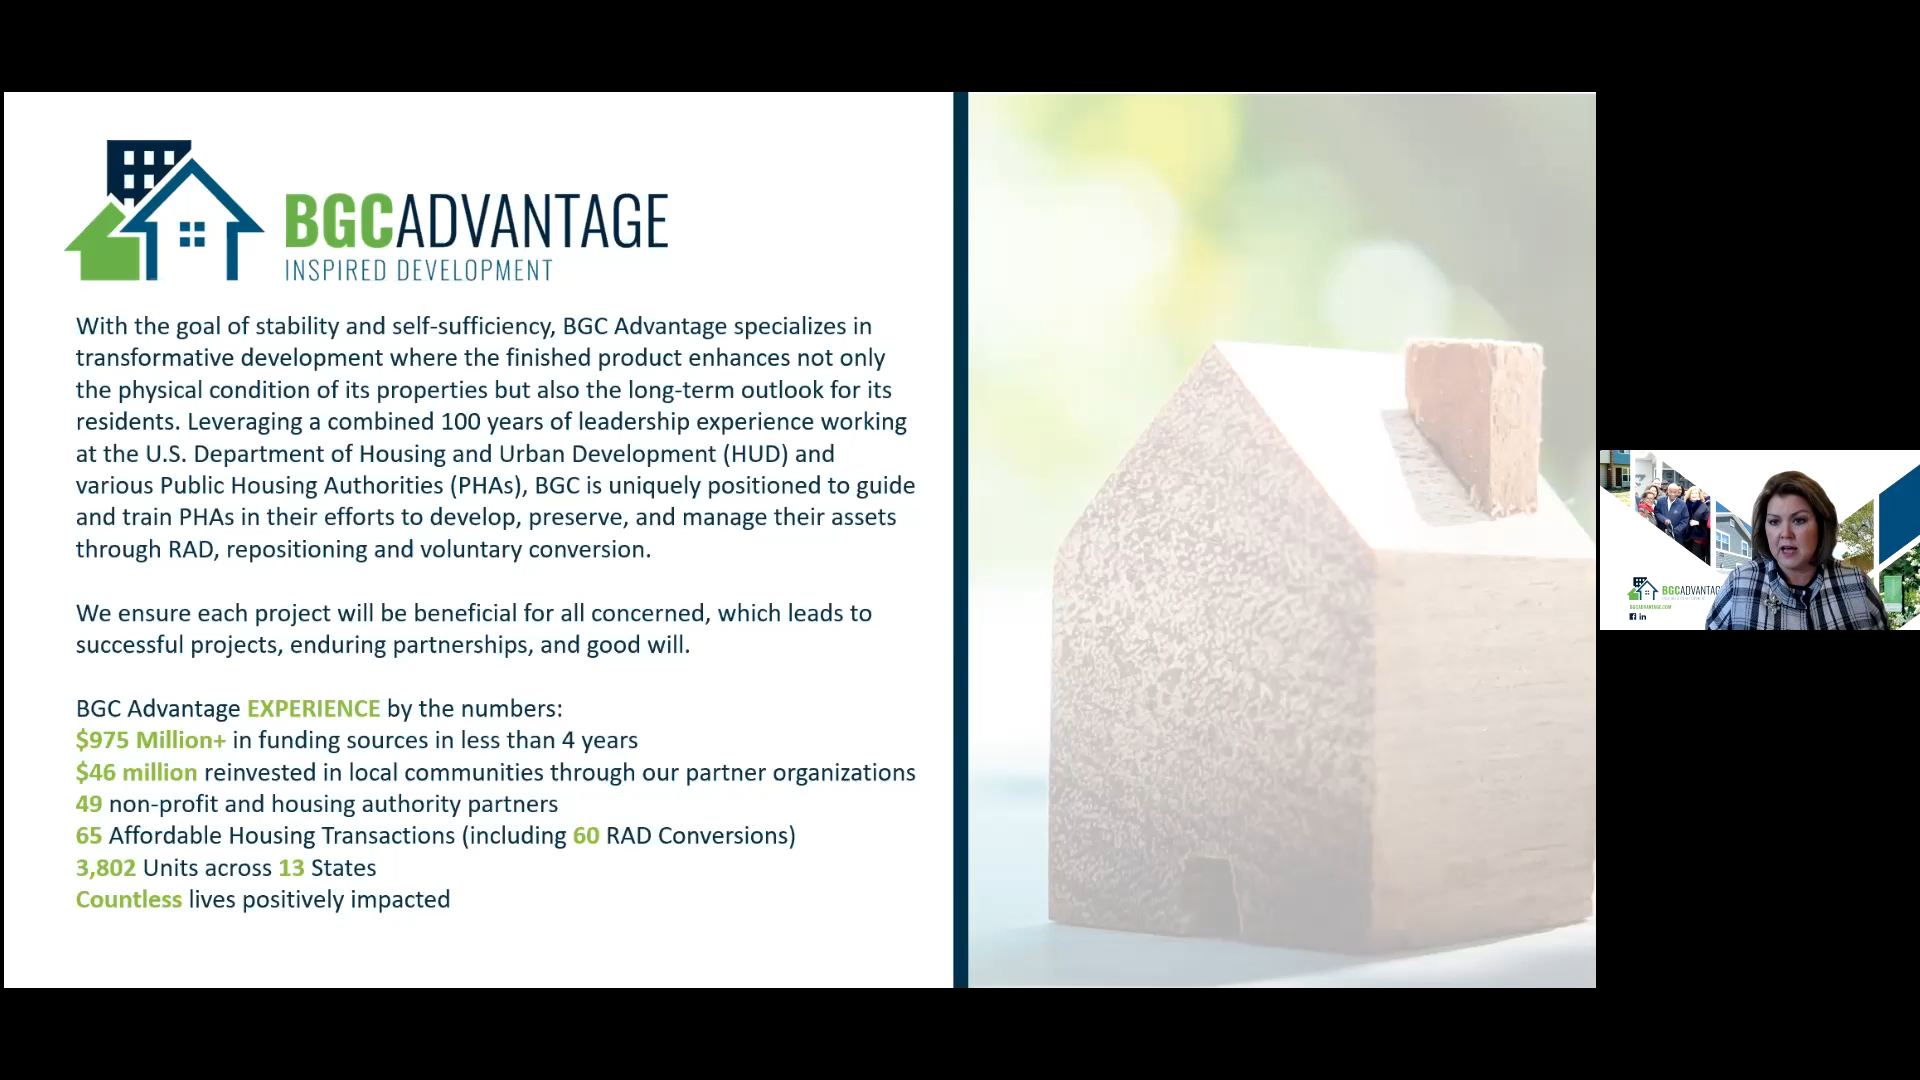 BGCADVANTAGE
INSPIRED DEVELOPMENT
With the goal of stability and self-sufficiency, BGC Advantage specializes in
transformative development where the finished product enhances not only
the physical condition of its properties but also the long-term outlook for its
residents. Leveraging a combined 100 years of leadership experience working
at the U.S. Department of Housing and Urban Development (HUD) and
various Public Housing Authorities (PHAs), BGC is uniquely positioned to guide
and train PHAs in their efforts to develop, preserve, and manage their assets
through RAD, repositioning and voluntary conversion.
We ensure each project will be beneficial for all concerned, which leads to
successful projects, enduring partnerships, and good will.
BGC Advantage EXPERIENCE by the numbers:
$975 Million+ in funding sources in less than 4 years
$46 million reinvested in local communities through our partner organizations
49 non-profit and housing authority partners
65 Affordable Housing Transactions (including 60 RAD Conversions)
3,802 Units across 13 States
Countless lives positively impacted
BGCADVANTAG
BGCADVANTAGE.COM